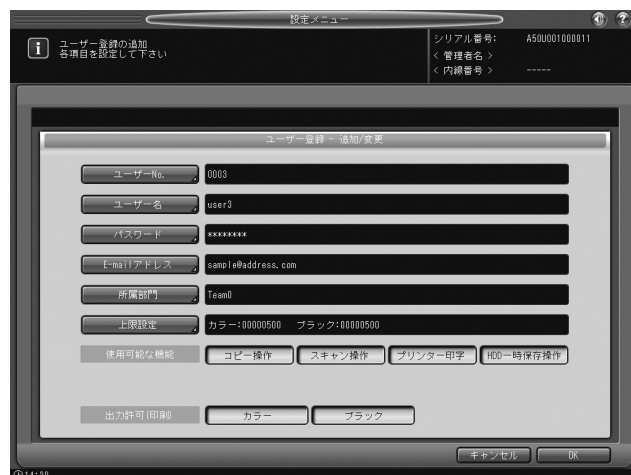 設定メニュー
ユーザー登録の追加
各項目を設定して下さい
シリアル番号: A50U001000011
< 管理者名 >
< 内線番号 > -----
ユーザー登録 - 追加/変更
ユーザーNo. 0003
ユーザー名 user3
パスワード ********
E-mailアドレス sample@address.com
所属部門 Team0
上限設定 カラー:00000500 ブラック:00000500
使用可能な機能 コピー操作 スキャン操作 プリンター印字 HDD一時保存操作
出力許可(印刷) カラー ブラック
キャンセル OK
14:20